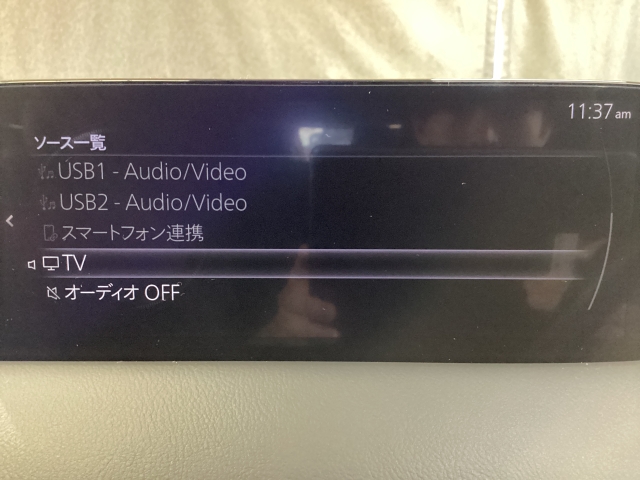 11:37 am
ソース一覧
USB1 - Audio/Video
USB2 - Audio/Video
スマートフォン連携
TV
オーディオ OFF